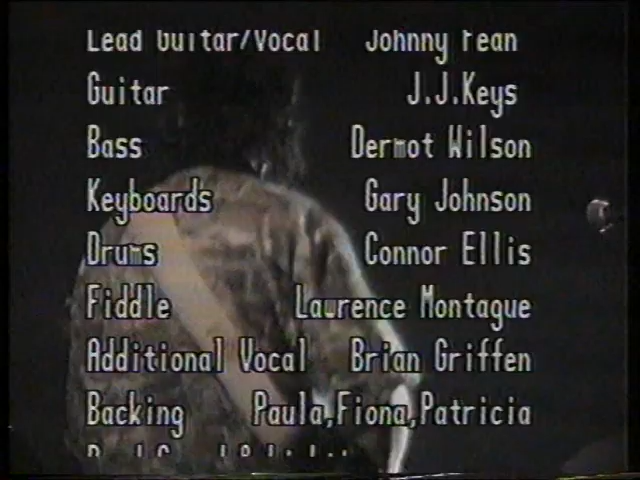 Lead Guitar/Vocal Johnny Fean
Guitar J.J.Keys
Bass Dermot Wilson
Keyboards Gary Johnson
Drums Connor Ellis
Fiddle Lawrence Montague
Additional Vocal Brian Griffen
Backing Paula,Fiona,Patricia